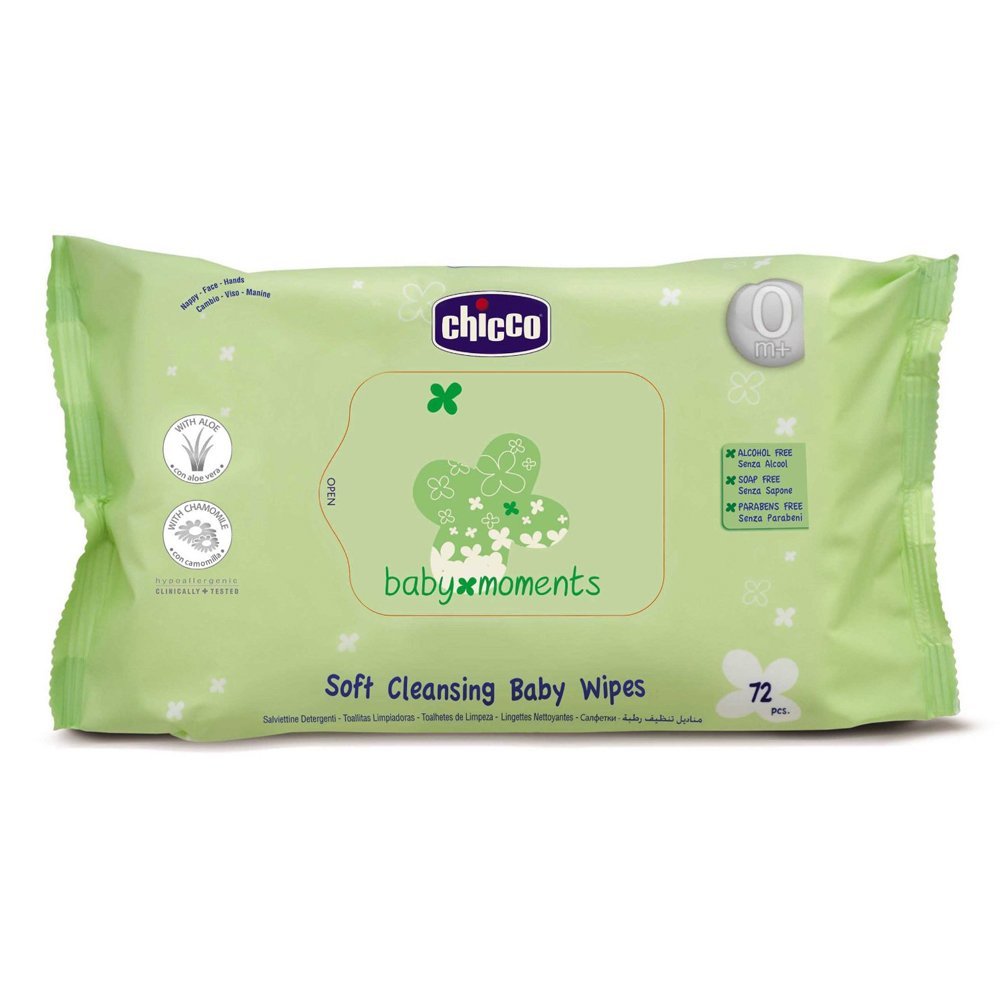 Nappy - Face - Hands
Cambio - Viso - Manine
chicco
0
m+
WITH ALOE
con aloe vera
WITH CHAMOMILE
con camomilla
hypoallergenic
CLINICALLY + TESTED
OPEN
baby moments
ALCOHOL FREE
Senza Alcool
SOAP FREE
Senza Sapone
PARABENS FREE
Senza Parabeni
Soft Cleansing Baby Wipes
Salviettine Detergenti - Toallitas Limpiadoras - Toalhetes de Limpeza - Lingettes Nettoyantes - Салфетки - مناديل تنظيف رطبة
72
pcs.